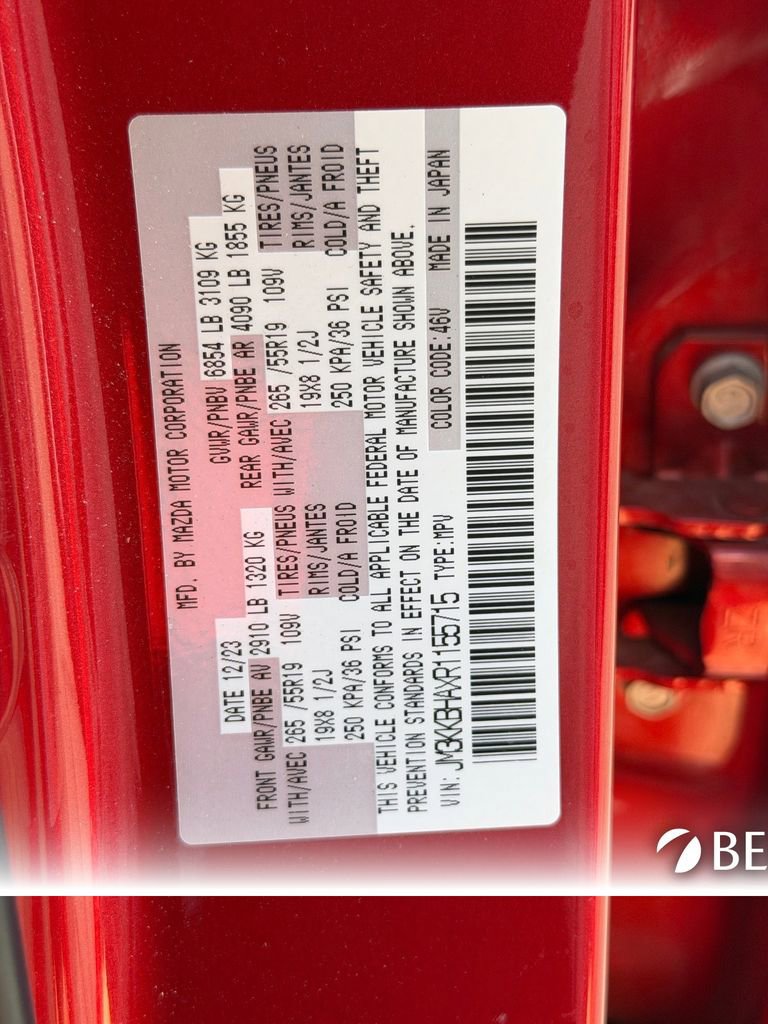 MFD. BY MAZDA MOTOR CORPORATION
DATE 12/23 GVWR/PNBV 6854 LB 3109 KG
FRONT GAWR/PNBE AV 2910 LB 1320 KG REAR GAWR/PNBE AR 4090 LB 1855 KG
WITH/AVEC 265 /55R19 109V TIRES/PNEUS WITH/AVEC 265 /55R19 109V TIRES/PNEUS
19X8 1/2J RIMS/JANTES 19X8 1/2J RIMS/JANTES
250 KPA/36 PSI COLD/A FROID 250 KPA/36 PSI COLD/A FROID
THIS VEHICLE CONFORMS TO ALL APPLICABLE FEDERAL MOTOR VEHICLE SAFETY AND THEFT
PREVENTION STANDARDS IN EFFECT ON THE DATE OF MANUFACTURE SHOWN ABOVE.
COLOR CODE:46V MADE IN JAPAN
VIN: JM3KKBHAXR1155715 TYPE:MPV
BE